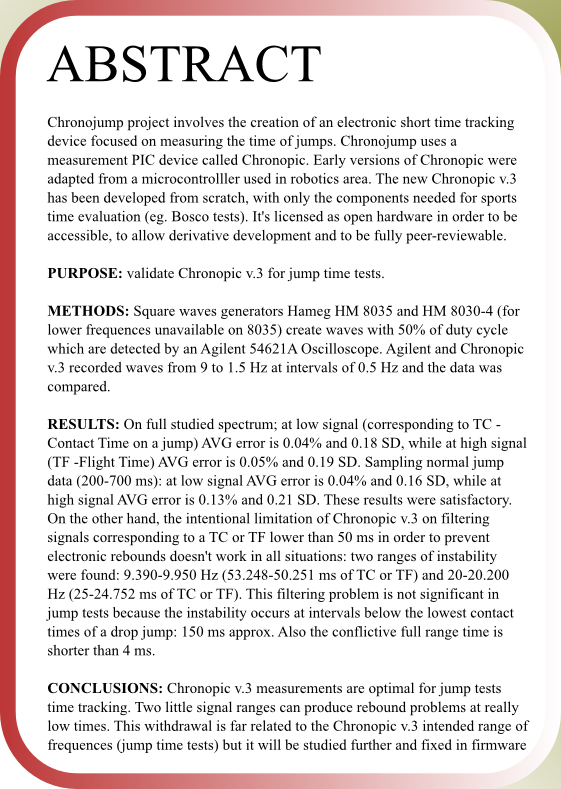 ABSTRACT
Chronojump project involves the creation of an electronic short time tracking
device focused on measuring the time of jumps. Chronojump uses a
measurement PIC device called Chronopic. Early versions of Chronopic were
adapted from a microcontrolller used in robotics area. The new Chronopic v.3
has been developed from scratch, with only the components needed for sports
time evaluation (eg. Bosco tests). It's licensed as open hardware in order to be
accessible, to allow derivative development and to be fully peer-reviewable.
PURPOSE: validate Chronopic v.3 for jump time tests.
METHODS: Square waves generators Hameg HM 8035 and HM 8030-4 (for
lower frequences unavailable on 8035) create waves with 50% of duty cycle
which are detected by an Agilent 54621A Oscilloscope. Agilent and Chronopic
v.3 recorded waves from 9 to 1.5 Hz at intervals of 0.5 Hz and the data was
compared.
RESULTS: On full studied spectrum; at low signal (corresponding to TC -
Contact Time on a jump) AVG error is 0.04% and 0.18 SD, while at high signal
(TF -Flight Time) AVG error is 0.05% and 0.19 SD. Sampling normal jump
data (200-700 ms): at low signal AVG error is 0.04% and 0.16 SD, while at
high signal AVG error is 0.13% and 0.21 SD. These results were satisfactory.
On the other hand, the intentional limitation of Chronopic v.3 on filtering
signals corresponding to a TC or TF lower than 50 ms in order to prevent
electronic rebounds doesn't work in all situations: two ranges of instability
were found: 9.390-9.950 Hz (53.248-50.251 ms of TC or TF) and 20-20.200
Hz (25-24.752 ms of TC or TF). This filtering problem is not significant in
jump tests because the instability occurs at intervals below the lowest contact
times of a drop jump: 150 ms approx. Also the conflictive full range time is
shorter than 4 ms.
CONCLUSIONS: Chronopic v.3 measurements are optimal for jump tests
time tracking. Two little signal ranges can produce rebound problems at really
low times. This withdrawal is far related to the Chronopic v.3 intended range of
frequences (jump time tests) but it will be studied further and fixed in firmware